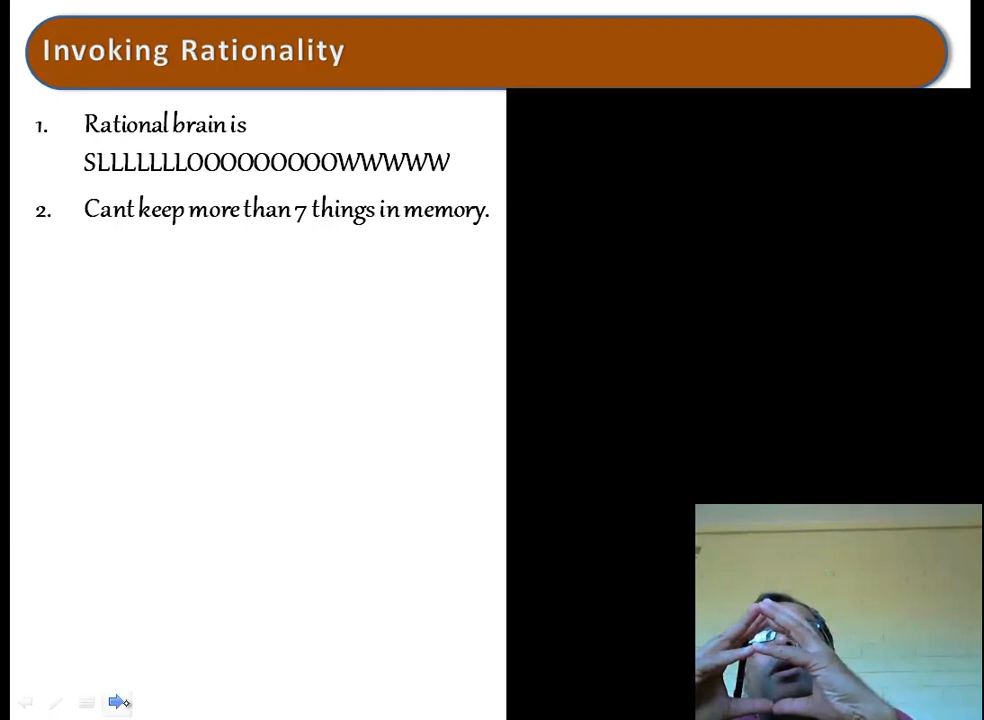 Invoking Rationality
1. Rational brain is
SLLLLLLLOOOOOOOOOWWWWW
2. Cant keep more than 7 things in memory.